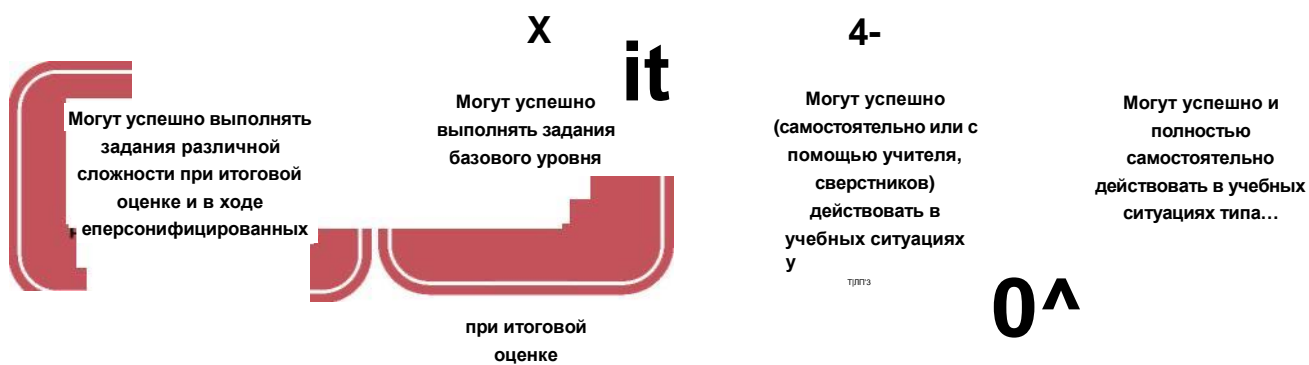 X
it
4-
Могут успешно выполнять
задания различной
сложности при итоговой
оценке и в ходе
еперсонифицированных
Могут успешно
выполнять задания
базового уровня
при итоговой
оценке
Могут успешно
(самостоятельно или с
помощью учителя,
сверстников)
действовать в
учебных ситуациях
у
0^
Могут успешно и
полностью
самостоятельно
действовать в учебных
ситуациях типа...